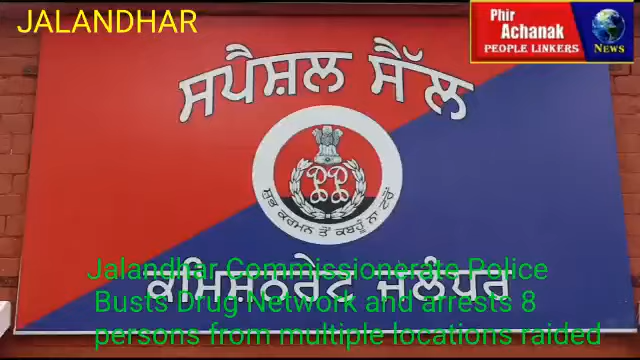 JALANDHAR
Phir
Achanak
PEOPLE LINKERS
NEWS
ਸਪੈਸ਼ਲ ਸੈੱਲ
ਸ਼ੁਭ ਕਰਮਨ ਤੋਂ ਕਬਹੂੰ ਨਾ ਟਰੋਂ
ਕਮਿਸ਼ਨਰੇਟ ਜਲੰਧਰ
Jalandhar Commissionerate Police
Busts Drug Network and arrests 8
persons from multiple locations raided